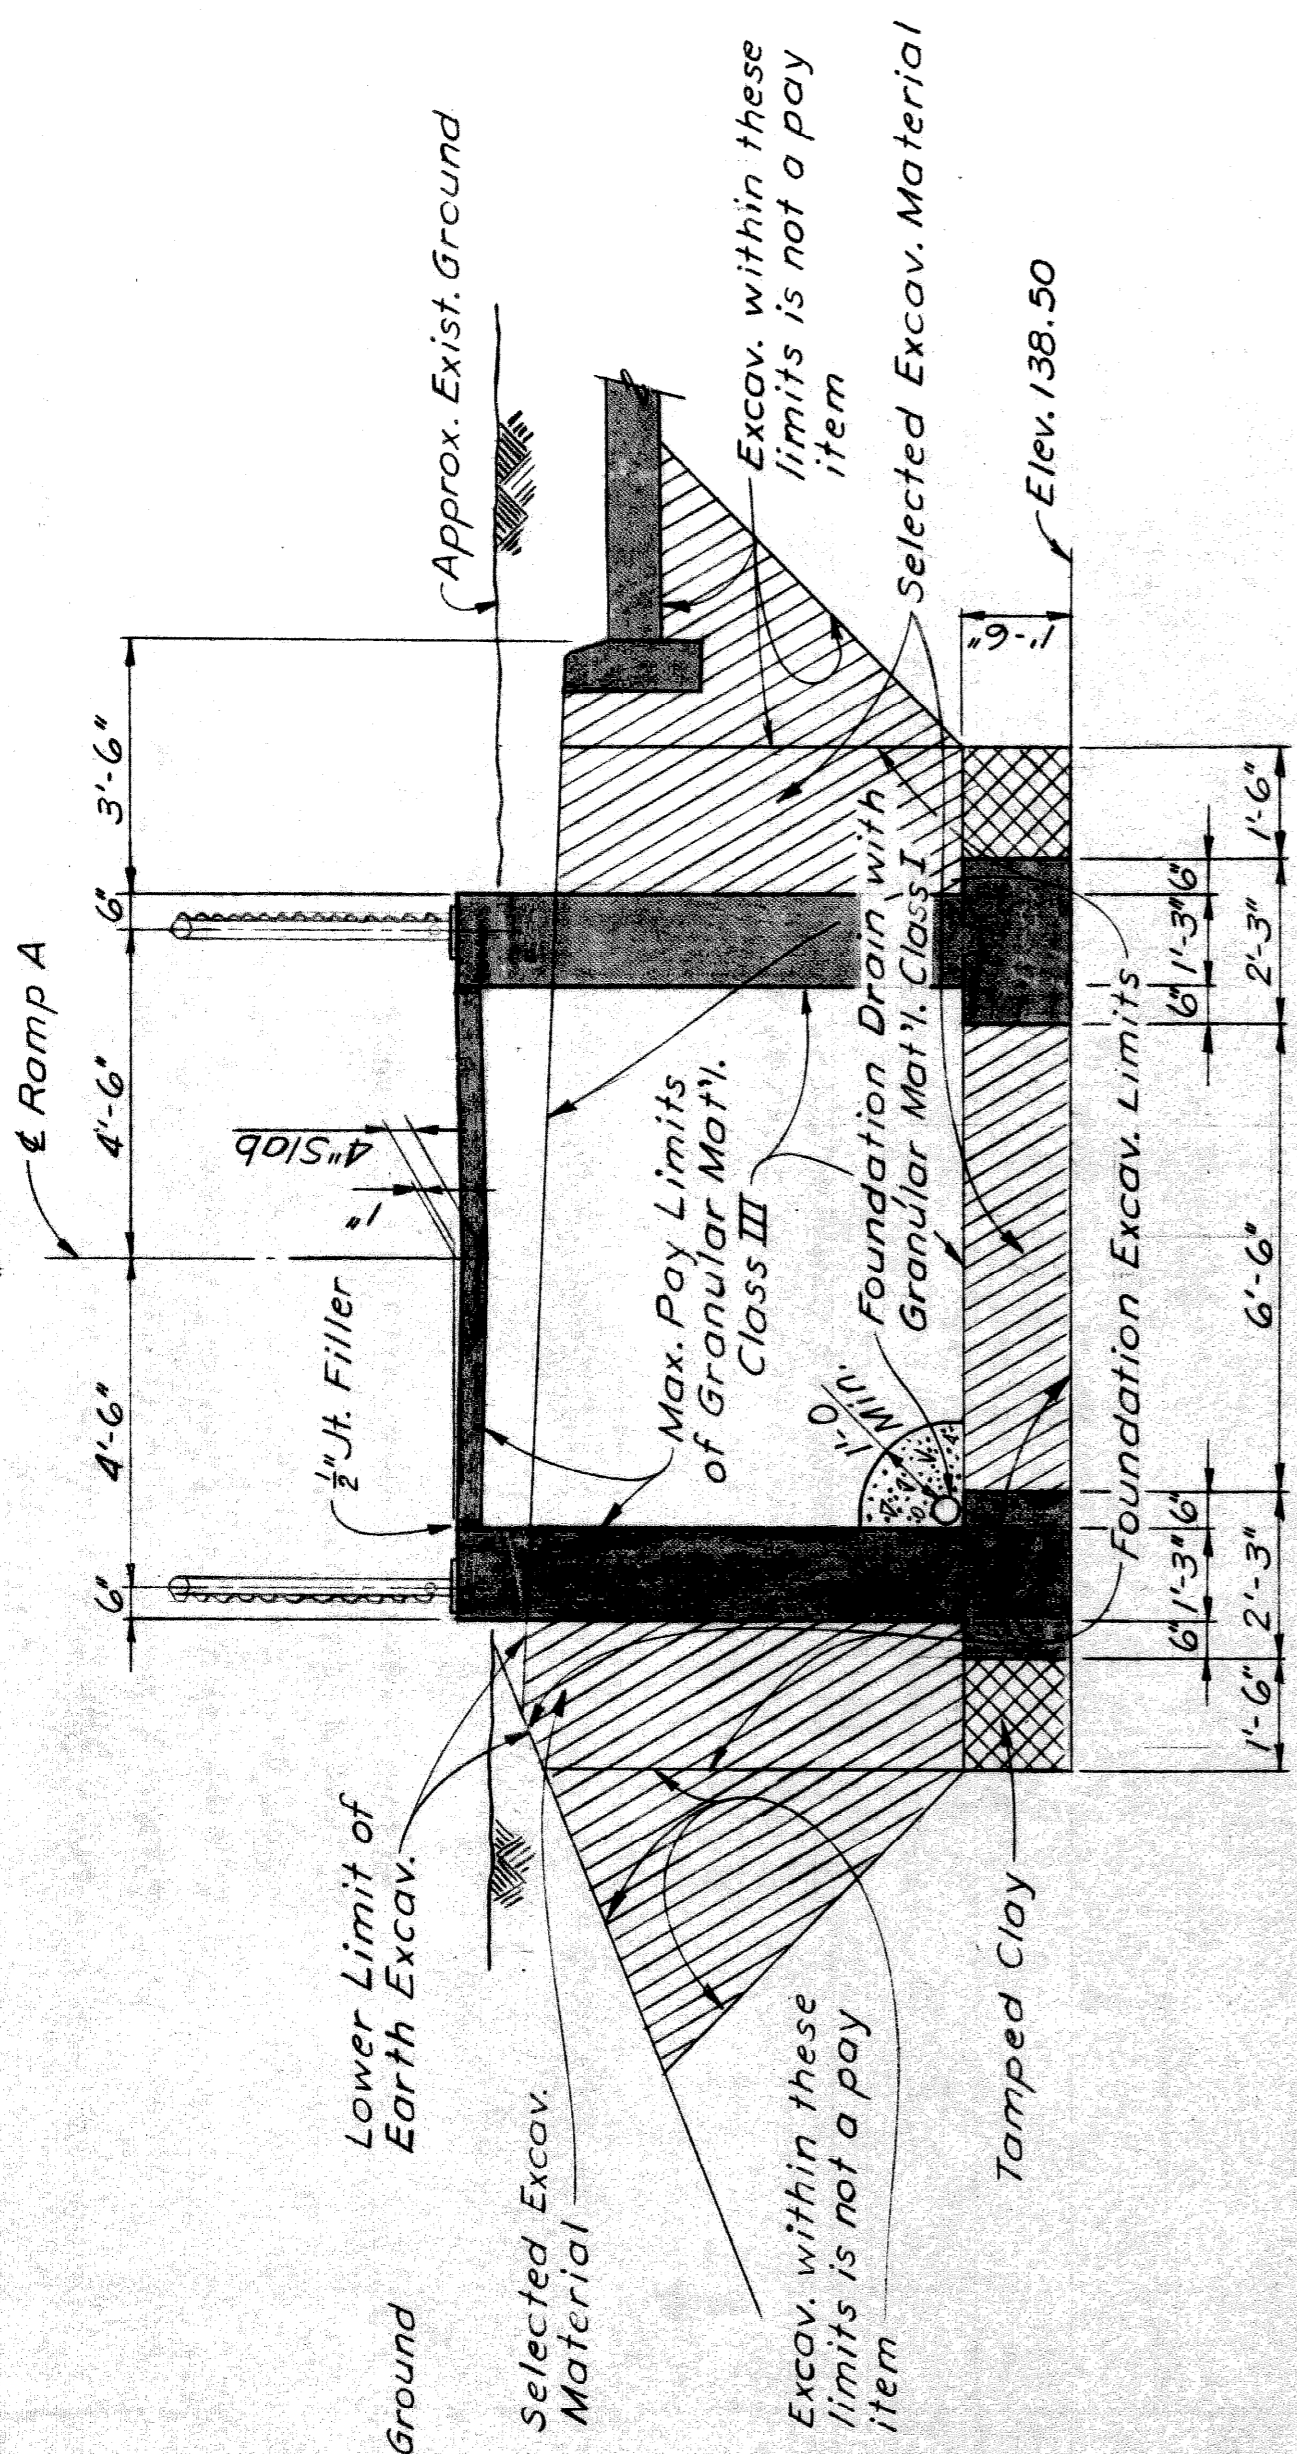 ℄ Ramp A
6"
4'-6"
4'-6"
6"
3'-6"
1/2" Jt. Filler
1"
4" Slab
Approx. Exist. Ground
Ground
Lower Limit of
Earth Excav.
Selected Excav.
Material
Max. Pay Limits
of Granular Mat'l.
Class III
Excav. within these
limits is not a pay
item
Selected Excav. Material
1'-0"
Min.
Foundation Drain with
Granular Mat'l. Class I
Excav. within these
limits is not a pay
item
Tamped Clay
Foundation Excav. Limits
Elev. 138.50
1'-6"
6"
1'-3"
6"
6"
1'-3"
6"
1'-6"
2'-3"
6'-6"
2'-3"
1'-6"